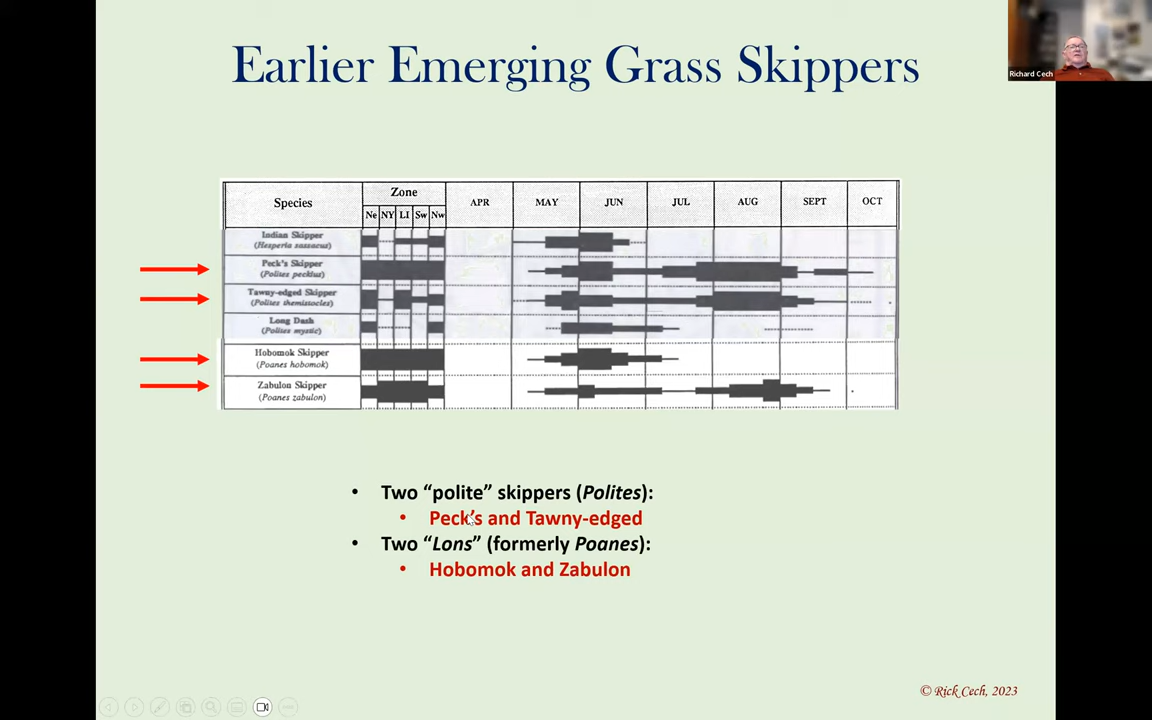 Earlier Emerging Grass Skippers
Richard Cech
Species
Zone
Ne NY LI Sw Nw
APR MAY JUN JUL AUG SEPT OCT
Indian Skipper
(Hesperia sassacus)
Peck's Skipper
(Polites peckius)
Tawny-edged Skipper
(Polites themistocles)
Long Dash
(Polites mystic)
Hobomok Skipper
(Poanes hobomok)
Zabulon Skipper
(Poanes zabulon)
• Two “polite” skippers (Polites):
• Peck’s and Tawny-edged
• Two “Lons” (formerly Poanes):
• Hobomok and Zabulon
© Rick Cech, 2023